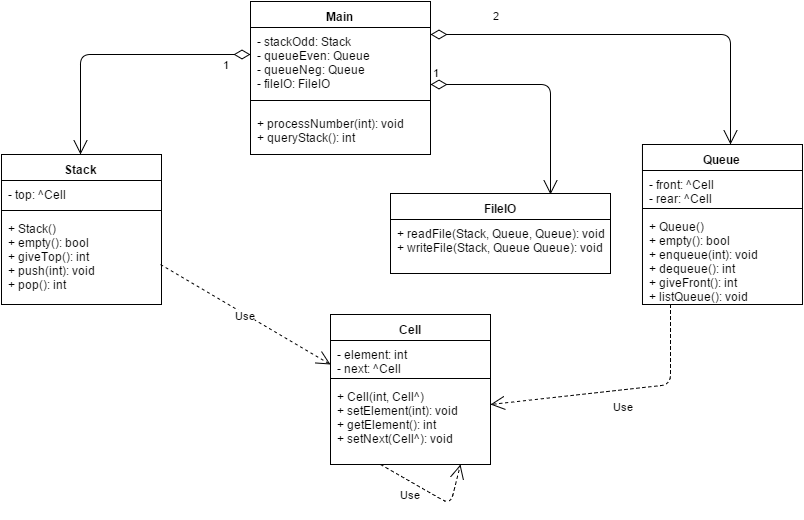 Main
- stackOdd: Stack
- queueEven: Queue
- queueNeg: Queue
- fileIO: FileIO
+ processNumber(int): void
+ queryStack(): int
1
2
1
Stack
- top: ^Cell
+ Stack()
+ empty(): bool
+ giveTop(): int
+ push(int): void
+ pop(): int
FileIO
+ readFile(Stack, Queue, Queue): void
+ writeFile(Stack, Queue Queue): void
Queue
- front: ^Cell
- rear: ^Cell
+ Queue()
+ empty(): bool
+ enqueue(int): void
+ dequeue(): int
+ giveFront(): int
+ listQueue(): void
Use
Cell
- element: int
- next: ^Cell
+ Cell(int, Cell^)
+ setElement(int): void
+ getElement(): int
+ setNext(Cell^): void
Use
Use